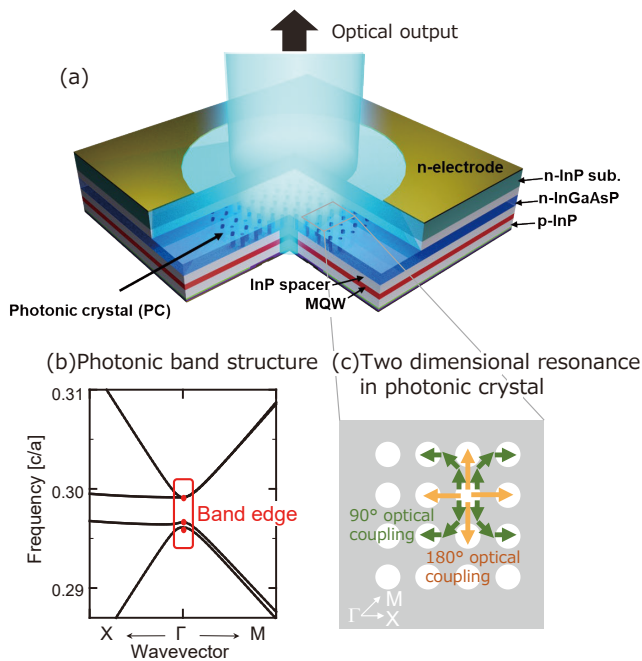 Optical output
(a)
n-electrode
n-InP sub.
n-InGaAsP
p-InP
InP spacer
MQW
Photonic crystal (PC)
(b)Photonic band structure
0.31
0.30
0.29
Frequency [c/a]
Band edge
X ← Γ → M
Wavevector
(c)Two dimensional resonance
in photonic crystal
90° optical
coupling
180° optical
coupling
M
Γ
X